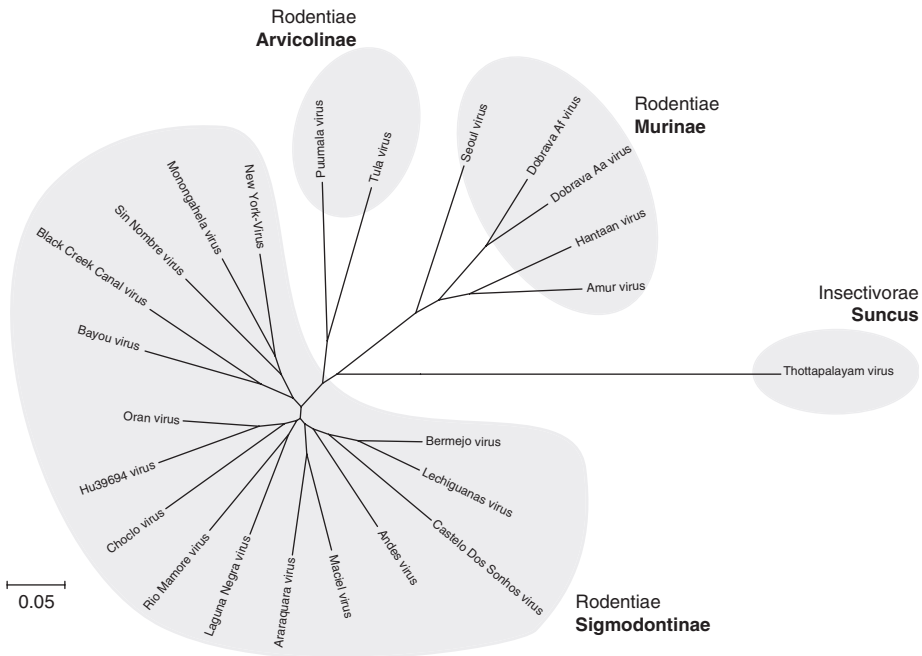 Rodentiae
Arvicolinae
Puumala virus
Tula virus
Seoul virus
Dobrava Af virus
Dobrava Aa virus
Hantaan virus
Amur virus
Rodentiae
Murinae
Insectivorae
Suncus
Thottapalayam virus
New York-Virus
Monongahela virus
Sin Nombre virus
Black Creek Canal virus
Bayou virus
Oran virus
Hu39694 virus
Choclo virus
Rio Mamore virus
Laguna Negra virus
Araraquara virus
Maciel virus
Andes virus
Castelo Dos Sonhos virus
Lechiguanas virus
Bermejo virus
Rodentiae
Sigmodontinae
0.05